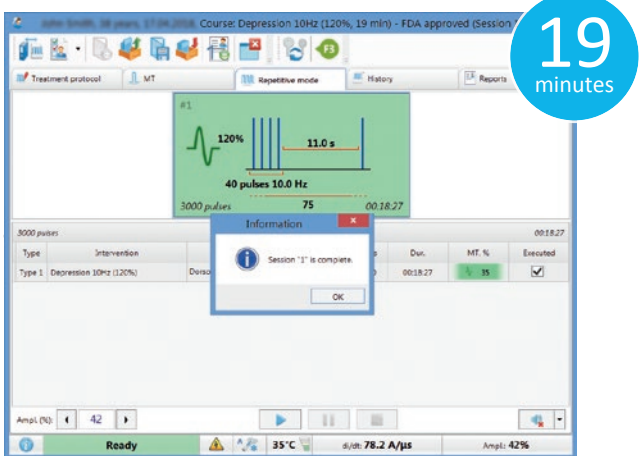 John Smith, 38 years, 17.04.2018, Course: Depression 10Hz (120%, 19 min) - FDA approved (Session
19
minutes
F3
Treatment protocol
MT
Repetitive mode
History
Reports
#1
120%
11.0 s
40 pulses 10.0 Hz
3000 pulses
75
00:18:27
Information
3000 pulses
00:18:27
Type
Intervention
Dur.
MT. %
Executed
Session "1" is complete.
Type 1
Depression 10Hz (120%)
00:18:27
35
OK
Ampl. (%):
42
Ready
35°C
di/dt: 78.2 A/µs
Ampl.: 42%